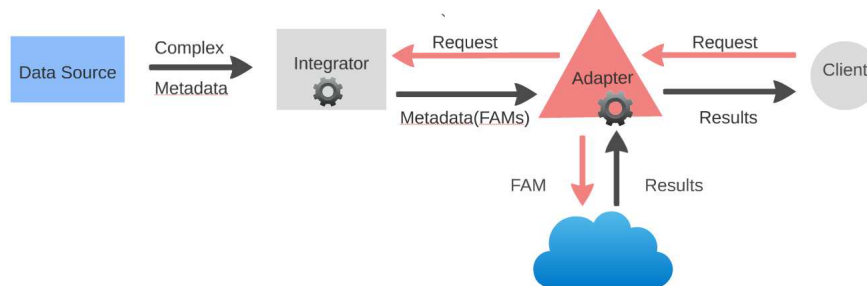 Data Source
Complex
Metadata
Integrator
Request
Metadata(FAMs)
Adapter
Request
Results
Client
FAM
Results